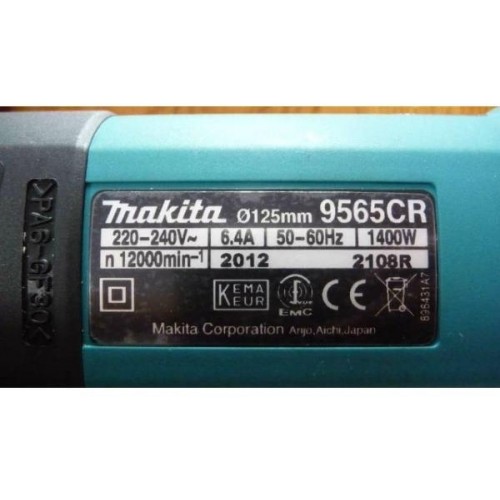 >PA6-GF30<
makita Ø125mm 9565CR
220-240V~ 6.4A 50-60Hz 1400W
n 12000min⁻¹ 2012 2108R
KEMA KEUR EMC CE
896431A7
Makita Corporation Anjo,Aichi,Japan